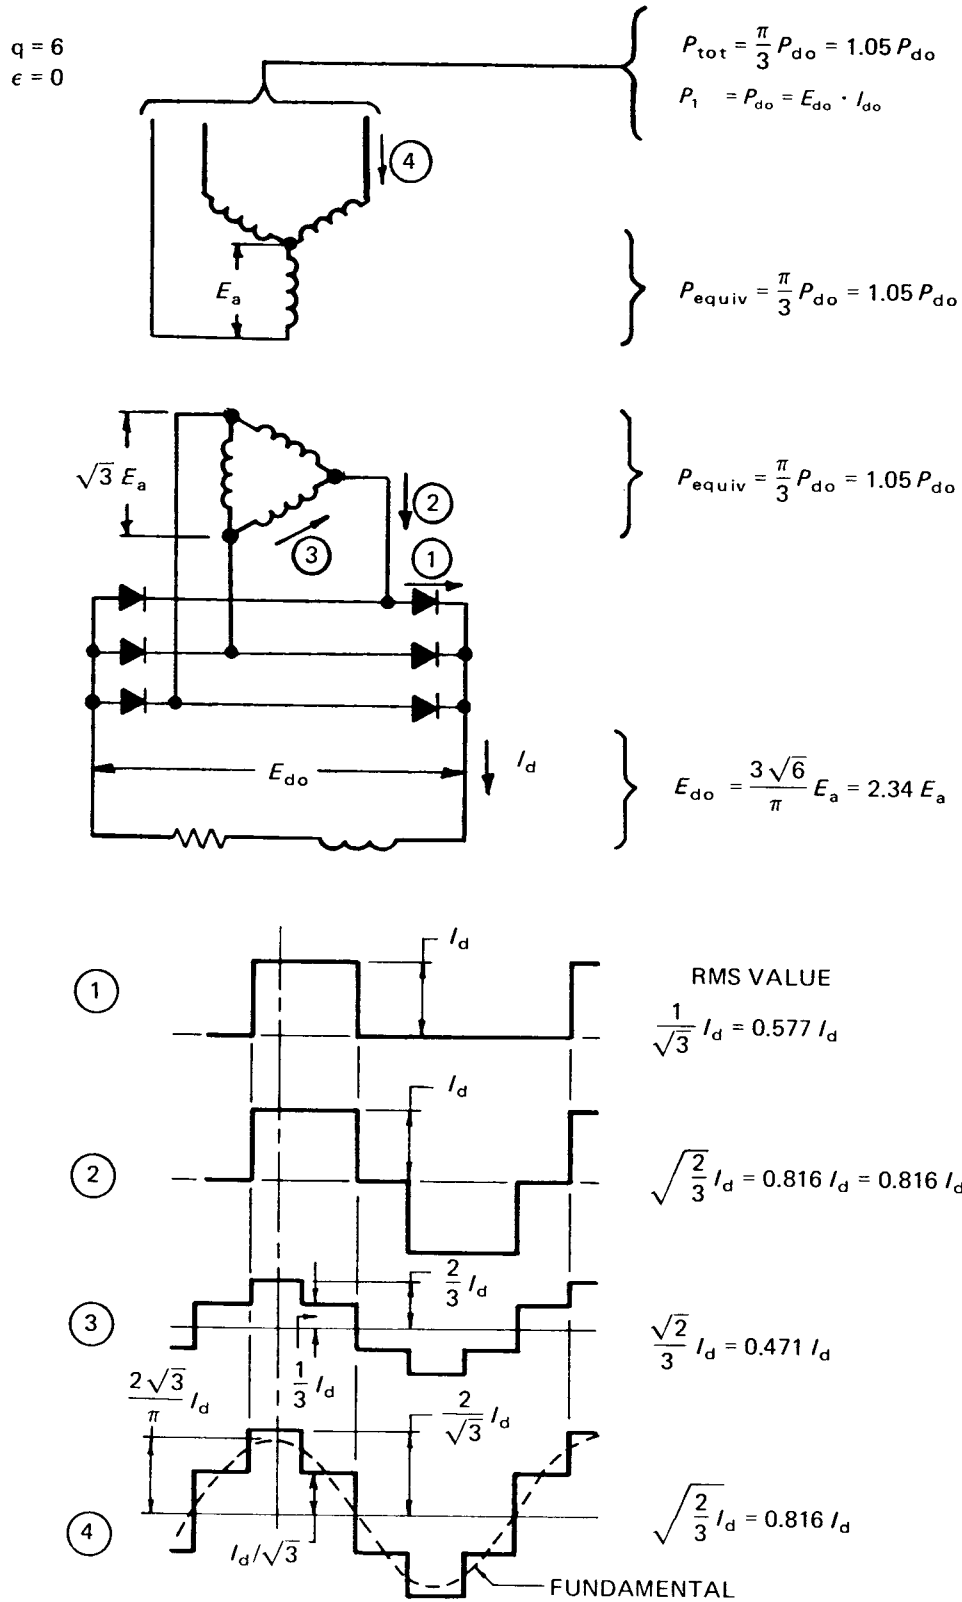 q = 6
ϵ = 0
P_tot = π/3 P_do = 1.05 P_do
P_1 = P_do = E_do · I_do
4
E_a
P_equiv = π/3 P_do = 1.05 P_do
√3 E_a
2
3
1
P_equiv = π/3 P_do = 1.05 P_do
E_do
I_d
E_do = 3√6/π E_a = 2.34 E_a
1
I_d
RMS VALUE
1/√3 I_d = 0.577 I_d
2
I_d
√(2/3) I_d = 0.816 I_d = 0.816 I_d
3
2/3 I_d
1/3 I_d
√2/3 I_d = 0.471 I_d
2√3/π I_d
2/√3 I_d
4
I_d/√3
√(2/3) I_d = 0.816 I_d
FUNDAMENTAL